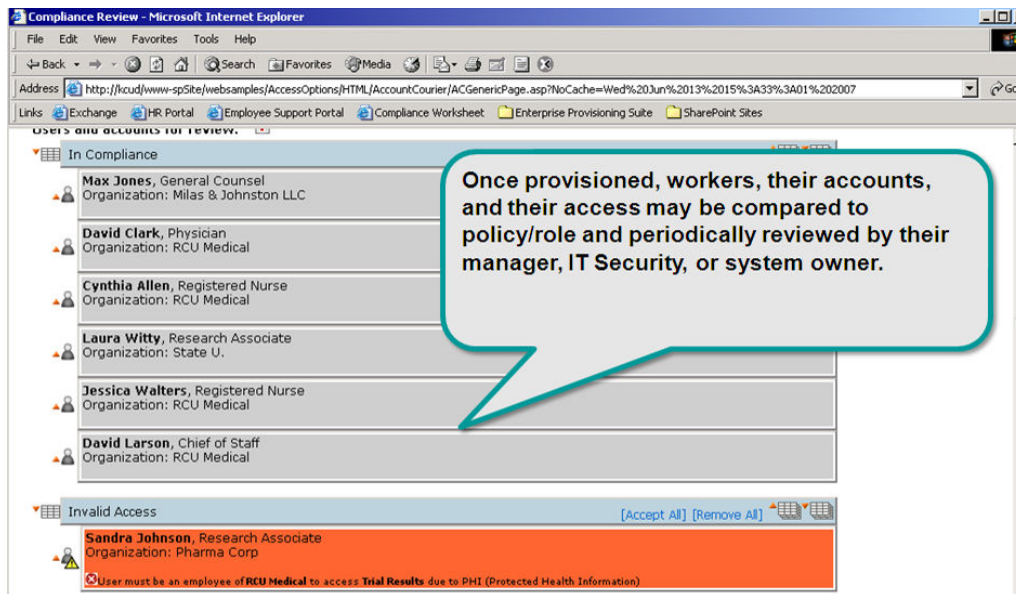 Compliance Review - Microsoft Internet Explorer
File Edit View Favorites Tools Help
Back Search Favorites Media
Address http://kcud/www-spSite/websamples/AccessOptions/HTML/AccountCourier/ACGenericPage.asp?NoCache=Wed%20Jun%2013%2015%3A33%3A01%202007 Go
Links Exchange HR Portal Employee Support Portal Compliance Worksheet Enterprise Provisioning Suite SharePoint Sites
Users and accounts for review.
In Compliance
Max Jones, General Counsel
Organization: Milas & Johnston LLC
David Clark, Physician
Organization: RCU Medical
Cynthia Allen, Registered Nurse
Organization: RCU Medical
Laura Witty, Research Associate
Organization: State U.
Jessica Walters, Registered Nurse
Organization: RCU Medical
David Larson, Chief of Staff
Organization: RCU Medical
Once provisioned, workers, their accounts,
and their access may be compared to
policy/role and periodically reviewed by their
manager, IT Security, or system owner.
Invalid Access [Accept All] [Remove All]
Sandra Johnson, Research Associate
Organization: Pharma Corp
User must be an employee of RCU Medical to access Trial Results due to PHI (Protected Health Information)